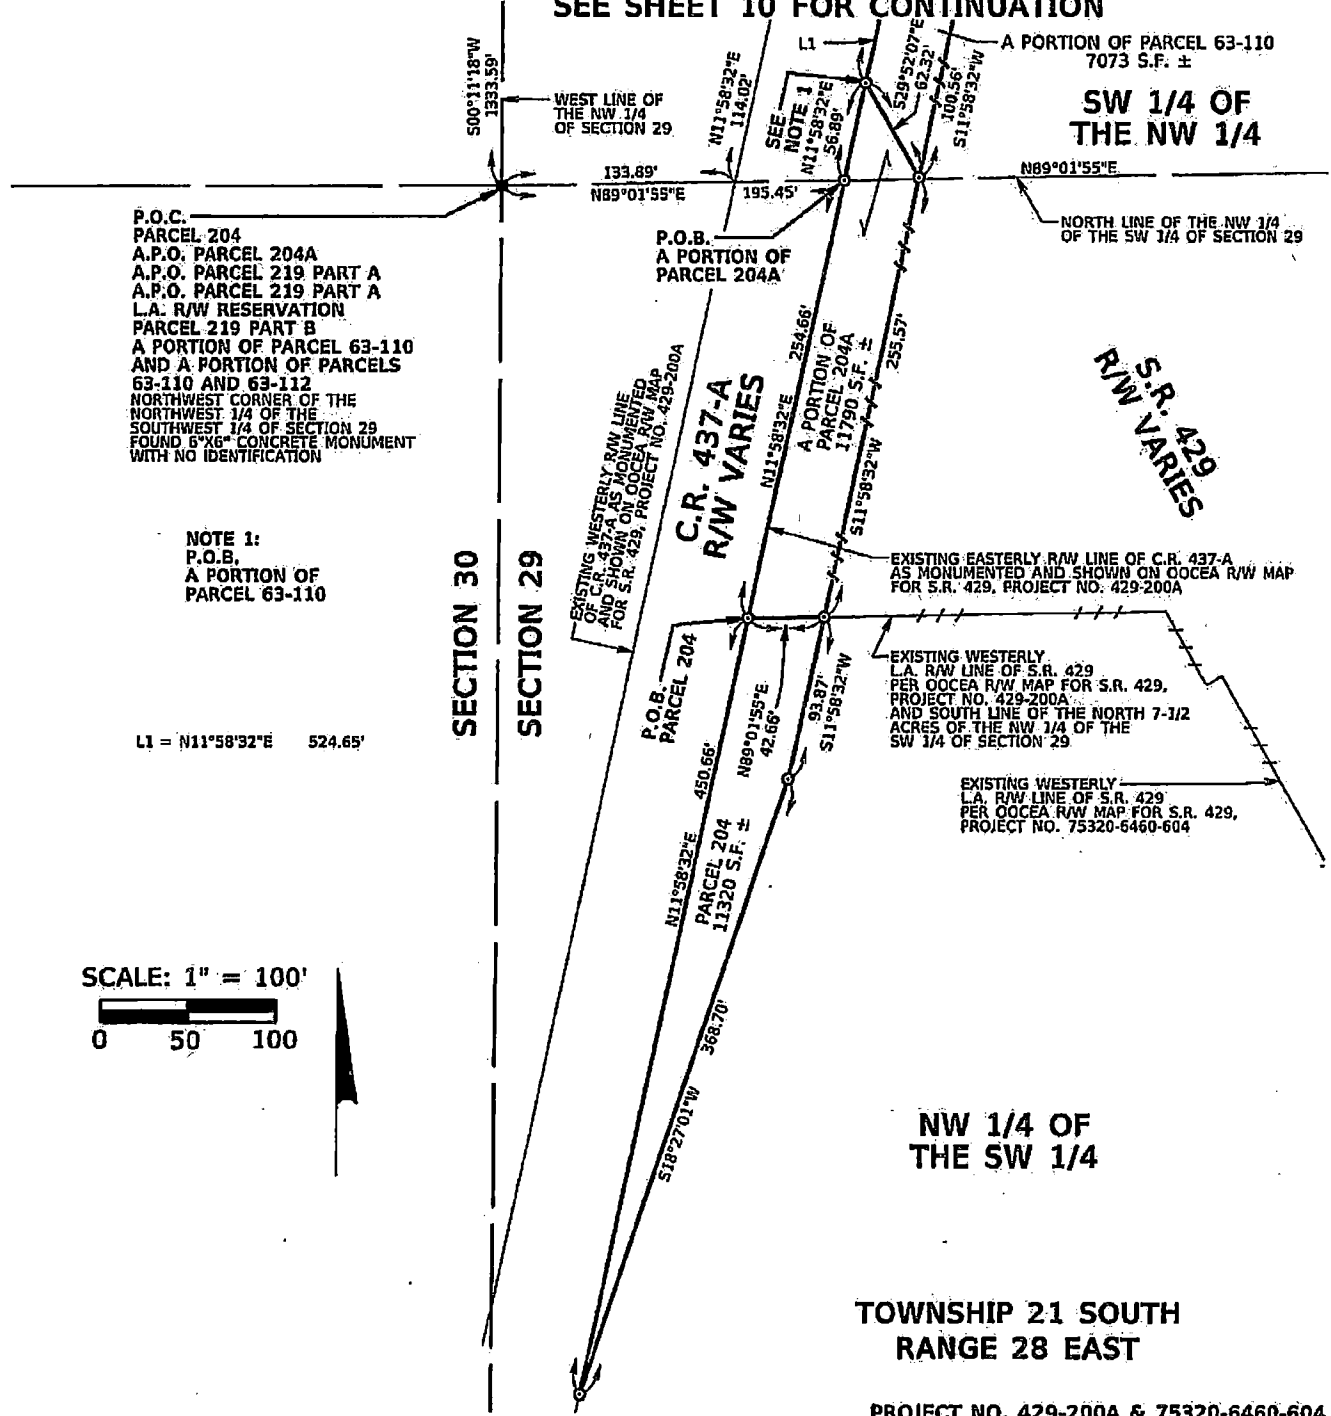 SEE SHEET 10 FOR CONTINUATION
S00°11'18"W
1333.59'
WEST LINE OF
THE NW 1/4
OF SECTION 29
N11°58'32"E
114.02'
L1
SEE
NOTE 1
N11°58'32"E
56.89'
S29°52'07"E
62.32'
100.56'
S11°58'32"W
A PORTION OF PARCEL 63-110
7073 S.F. ±
SW 1/4 OF
THE NW 1/4
133.89'
N89°01'55"E
195.45'
N89°01'55"E
NORTH LINE OF THE NW 1/4
OF THE SW 1/4 OF SECTION 29
P.O.C.
PARCEL 204
A.P.O. PARCEL 204A
A.P.O. PARCEL 219 PART A
A.P.O. PARCEL 219 PART A
L.A. R/W RESERVATION
PARCEL 219 PART B
A PORTION OF PARCEL 63-110
AND A PORTION OF PARCELS
63-110 AND 63-112
NORTHWEST CORNER OF THE
NORTHWEST 1/4 OF THE
SOUTHWEST 1/4 OF SECTION 29
FOUND 6"X6" CONCRETE MONUMENT
WITH NO IDENTIFICATION
P.O.B.
A PORTION OF
PARCEL 204A
254.66'
N11°58'32"E
A PORTION OF
PARCEL 204A
11790 S.F. ±
255.57'
S11°58'32"W
S.R. 429
R/W VARIES
C.R. 437-A
R/W VARIES
EXISTING WESTERLY R/W LINE
OF C.R. 437-A AS MONUMENTED
AND SHOWN ON OOCEA R/W MAP
FOR S.R. 429, PROJECT NO. 429-200A
NOTE 1:
P.O.B.
A PORTION OF
PARCEL 63-110
SECTION 30
SECTION 29
EXISTING EASTERLY R/W LINE OF C.R. 437-A
AS MONUMENTED AND SHOWN ON OOCEA R/W MAP
FOR S.R. 429, PROJECT NO. 429-200A
P.O.B.
PARCEL 204
N89°01'55"E
42.66'
93.87'
S11°58'32"W
EXISTING WESTERLY
L.A. R/W LINE OF S.R. 429
PER OOCEA R/W MAP FOR S.R. 429,
PROJECT NO. 429-200A
AND SOUTH LINE OF THE NORTH 7-1/2
ACRES OF THE NW 1/4 OF THE
SW 1/4 OF SECTION 29
L1 = N11°58'32"E 524.65'
EXISTING WESTERLY
L.A. R/W LINE OF S.R. 429
PER OOCEA R/W MAP FOR S.R. 429,
PROJECT NO. 75320-6460-604
450.66'
N11°58'32"E
PARCEL 204
11320 S.F. ±
368.70'
S18°27'01"W
SCALE: 1" = 100'
0 50 100
NW 1/4 OF
THE SW 1/4
TOWNSHIP 21 SOUTH
RANGE 28 EAST
PROJECT NO. 429-200A & 75320-6460-604